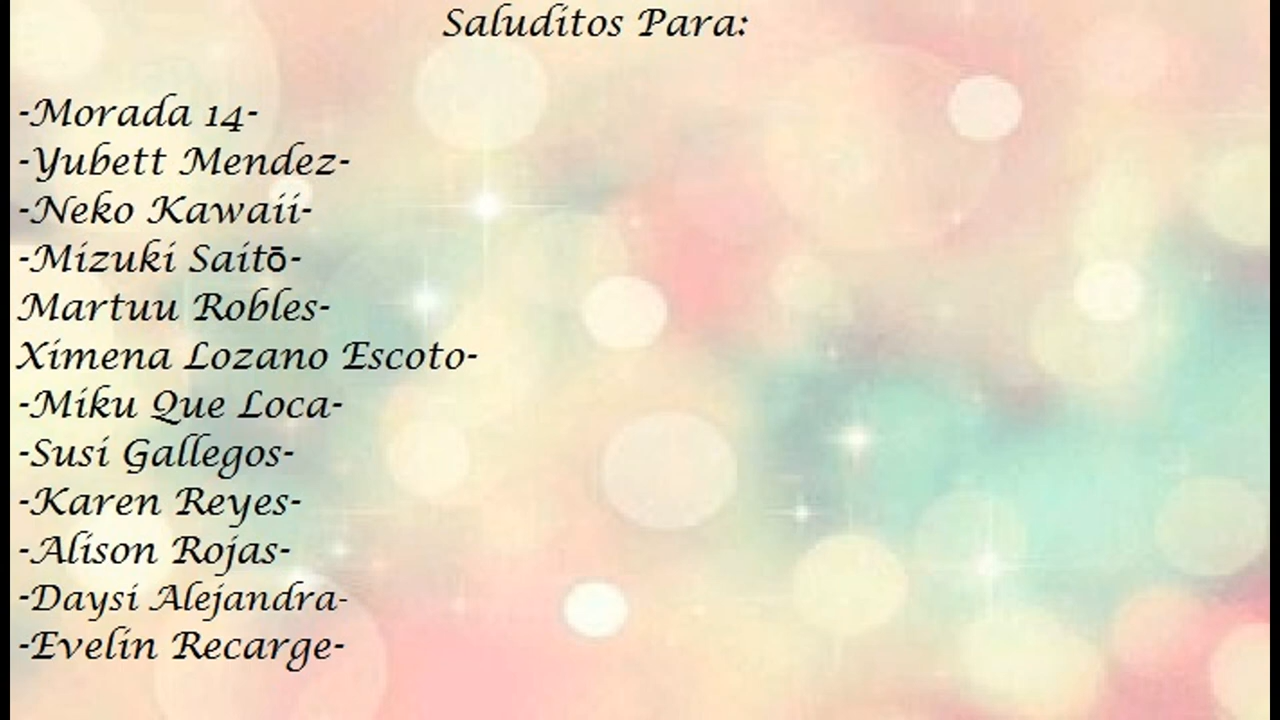 Saluditos Para:
-Morada 14-
-Yubett Mendez-
-Neko Kawaii-
-Mizuki Saitō-
Martuu Robles-
Ximena Lozano Escoto-
-Miku Que Loca-
-Susi Gallegos-
-Karen Reyes-
-Alison Rojas-
-Daysi Alejandra-
-Evelin Recarge-